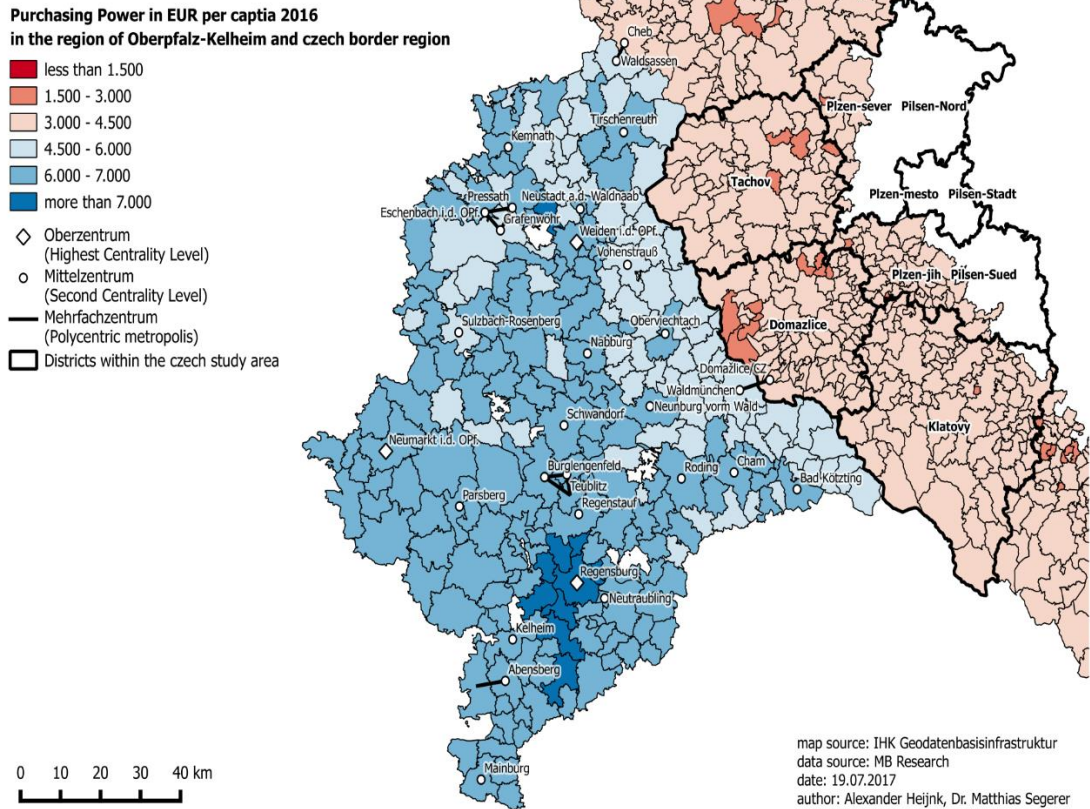 Purchasing Power in EUR per captia 2016
in the region of Oberpfalz-Kelheim and czech border region
less than 1.500
1.500 - 3.000
3.000 - 4.500
4.500 - 6.000
6.000 - 7.000
more than 7.000
Oberzentrum
(Highest Centrality Level)
Mittelzentrum
(Second Centrality Level)
Mehrfachzentrum
(Polycentric metropolis)
Districts within the czech study area
Cheb
Waldsassen
Plzen-sever Pilsen-Nord
Tirschenreuth
Kemnath
Tachov
Plzen-mesto Pilsen-Stadt
Pressath
Neustadt a.d. Waldnaab
Eschenbach i.d. OPf.
Grafenwöhr
Weiden i.d. OPf.
Vohenstrauß
Plzen-jih Pilsen-Sued
Sulzbach-Rosenberg
Oberviechtach
Domazlice
Nabburg
Domazlice/CZ
Waldmünchen
Neunburg vorm Wald
Schwandorf
Klatovy
Neumarkt i.d. OPf.
Burglengenfeld
Teublitz
Roding
Cham
Bad Kötzting
Parsberg
Regenstauf
Regensburg
Neutraubling
Kelheim
Abensberg
Mainburg
0 10 20 30 40 km
map source: IHK Geodatenbasisinfrastruktur
data source: MB Research
date: 19.07.2017
author: Alexander Heijnk, Dr. Matthias Segerer